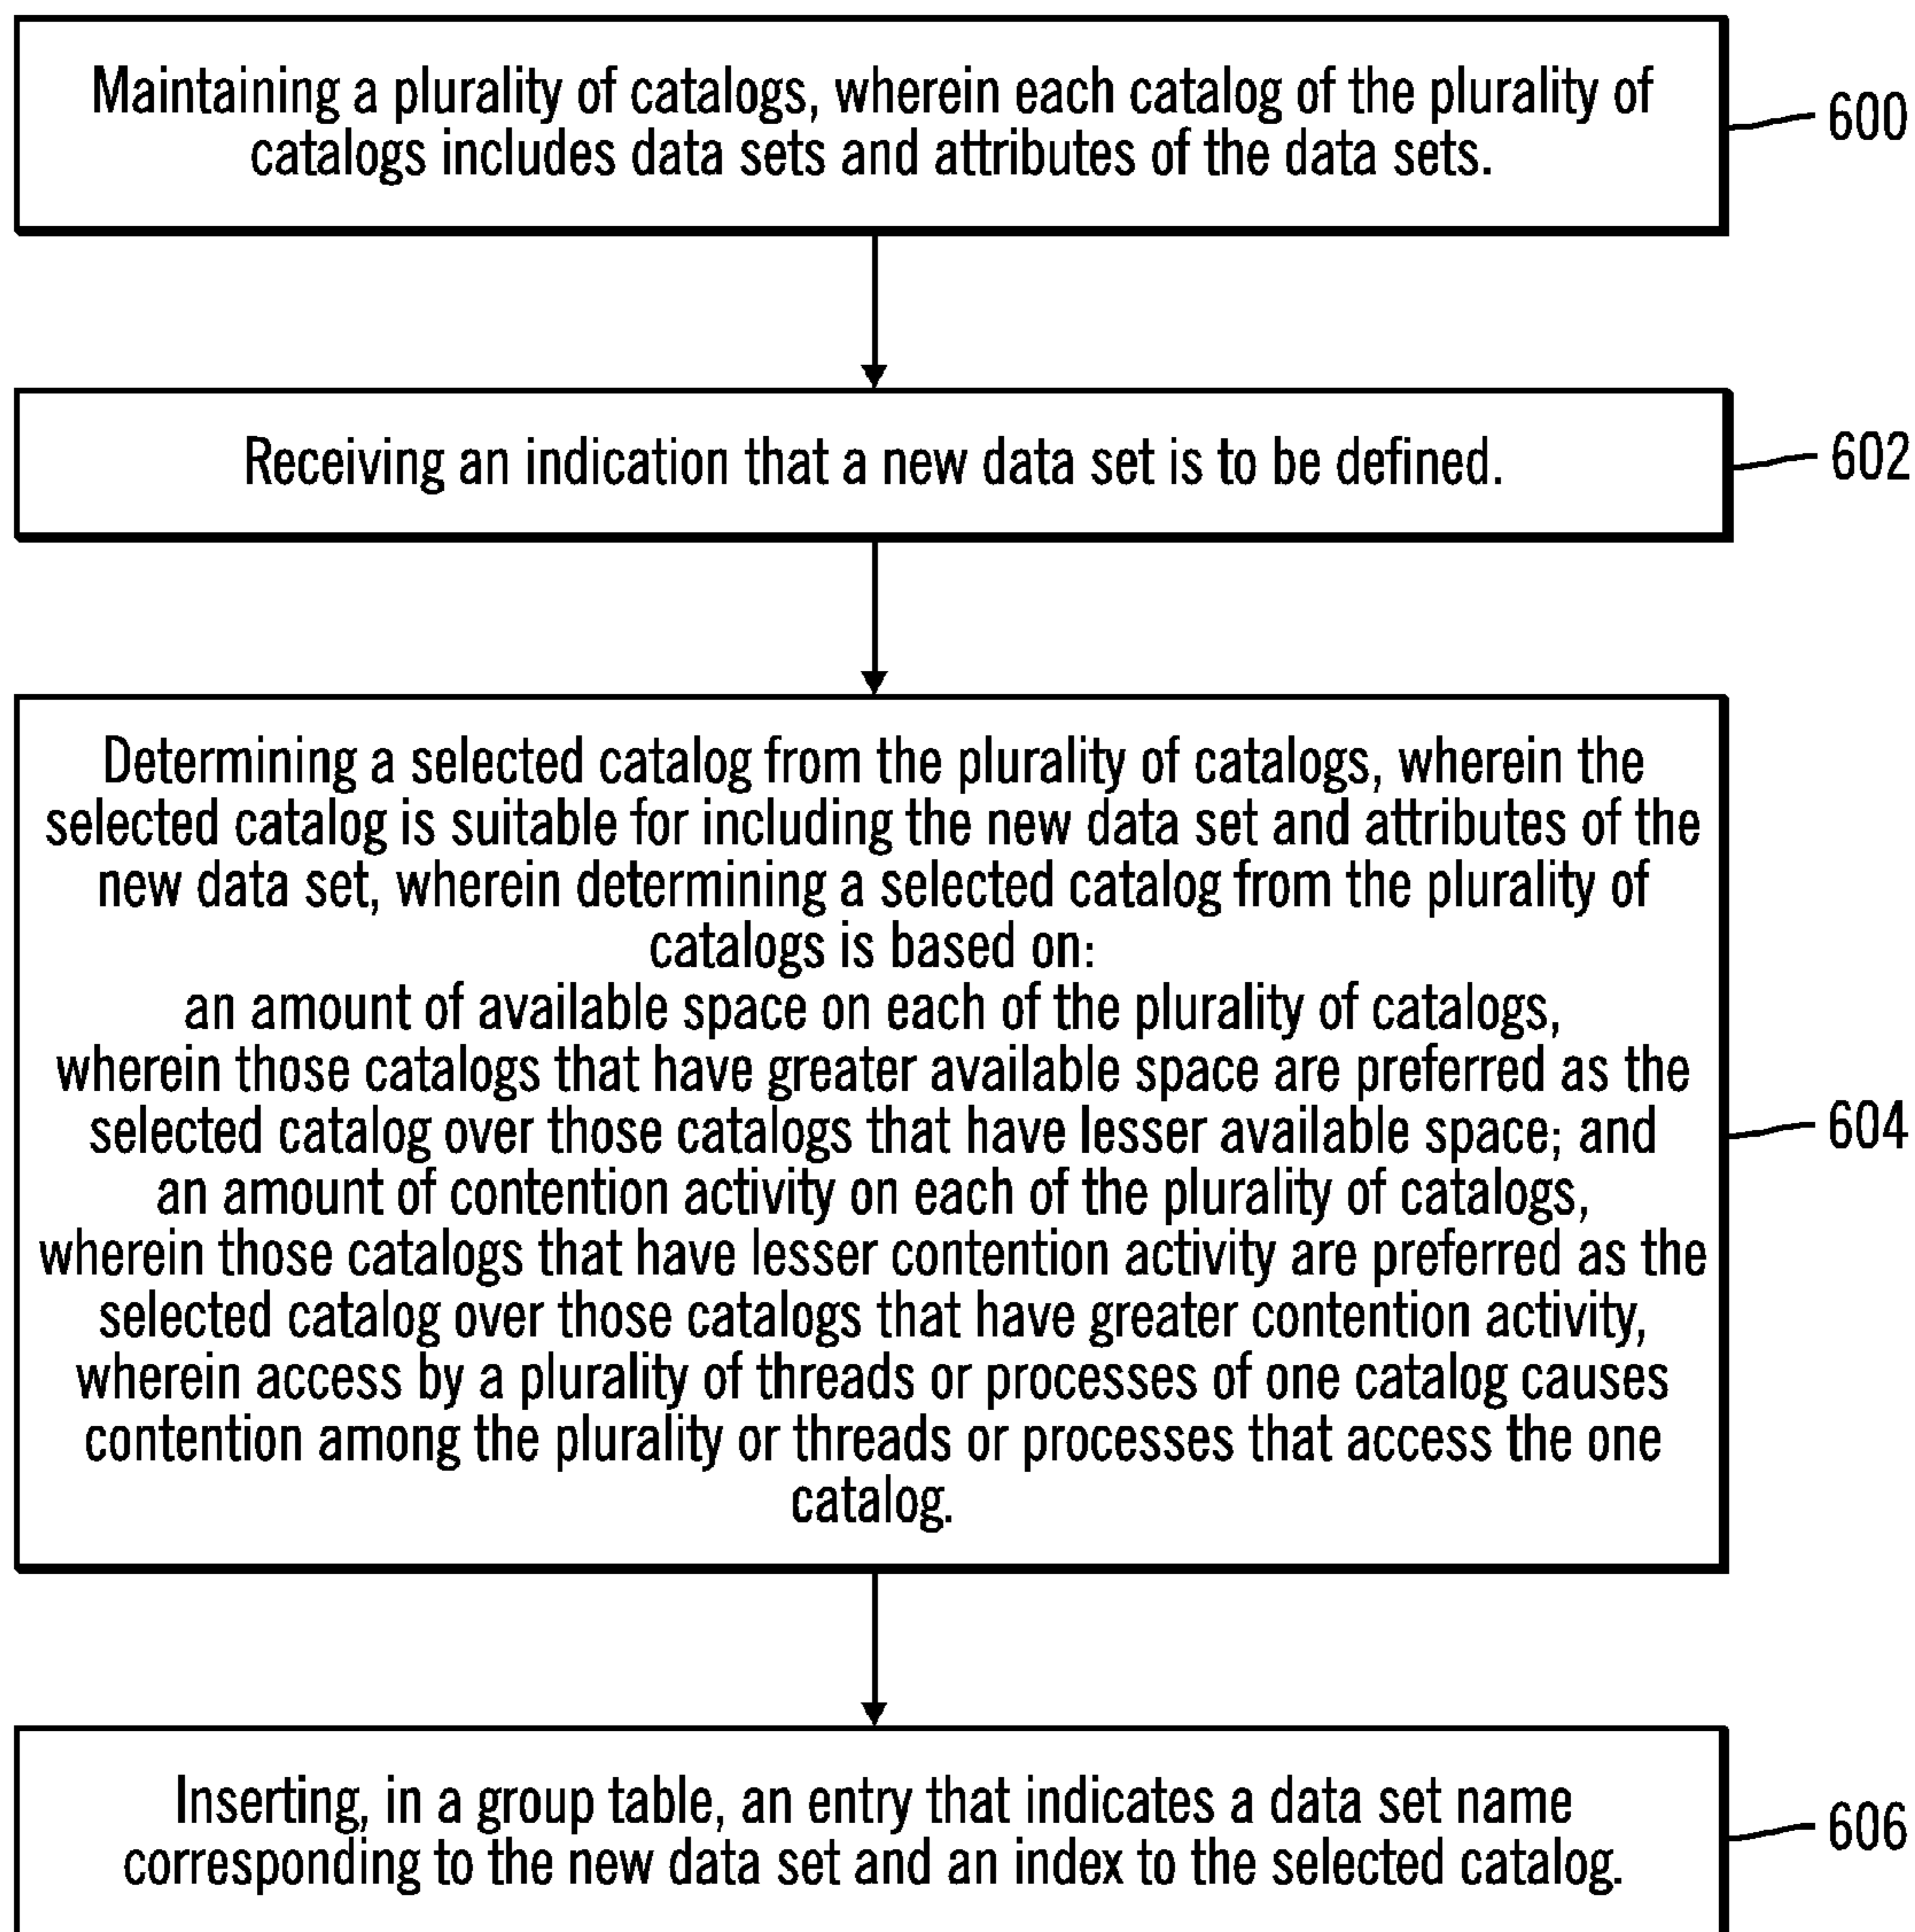 Maintaining a plurality of catalogs, wherein each catalog of the plurality of
catalogs includes data sets and attributes of the data sets.
600
Receiving an indication that a new data set is to be defined.
602
Determining a selected catalog from the plurality of catalogs, wherein the
selected catalog is suitable for including the new data set and attributes of the
new data set, wherein determining a selected catalog from the plurality of
catalogs is based on:
an amount of available space on each of the plurality of catalogs,
wherein those catalogs that have greater available space are preferred as the
selected catalog over those catalogs that have lesser available space; and
an amount of contention activity on each of the plurality of catalogs,
wherein those catalogs that have lesser contention activity are preferred as the
selected catalog over those catalogs that have greater contention activity,
wherein access by a plurality of threads or processes of one catalog causes
contention among the plurality or threads or processes that access the one
catalog.
604
Inserting, in a group table, an entry that indicates a data set name
corresponding to the new data set and an index to the selected catalog.
606